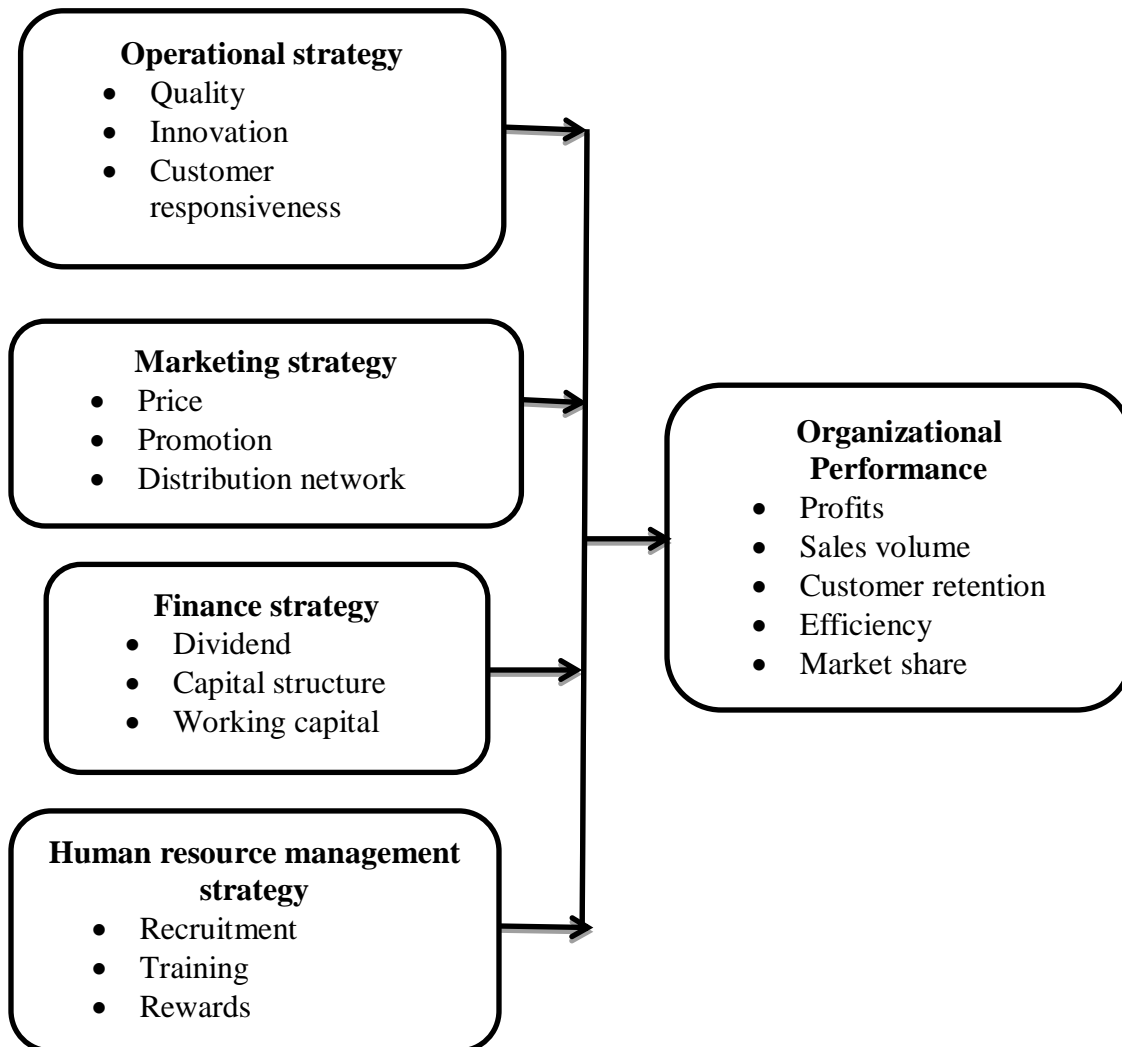 Operational strategy
• Quality
• Innovation
• Customer
responsiveness
Marketing strategy
• Price
• Promotion
• Distribution network
Finance strategy
• Dividend
• Capital structure
• Working capital
Human resource management
strategy
• Recruitment
• Training
• Rewards
Organizational
Performance
• Profits
• Sales volume
• Customer retention
• Efficiency
• Market share